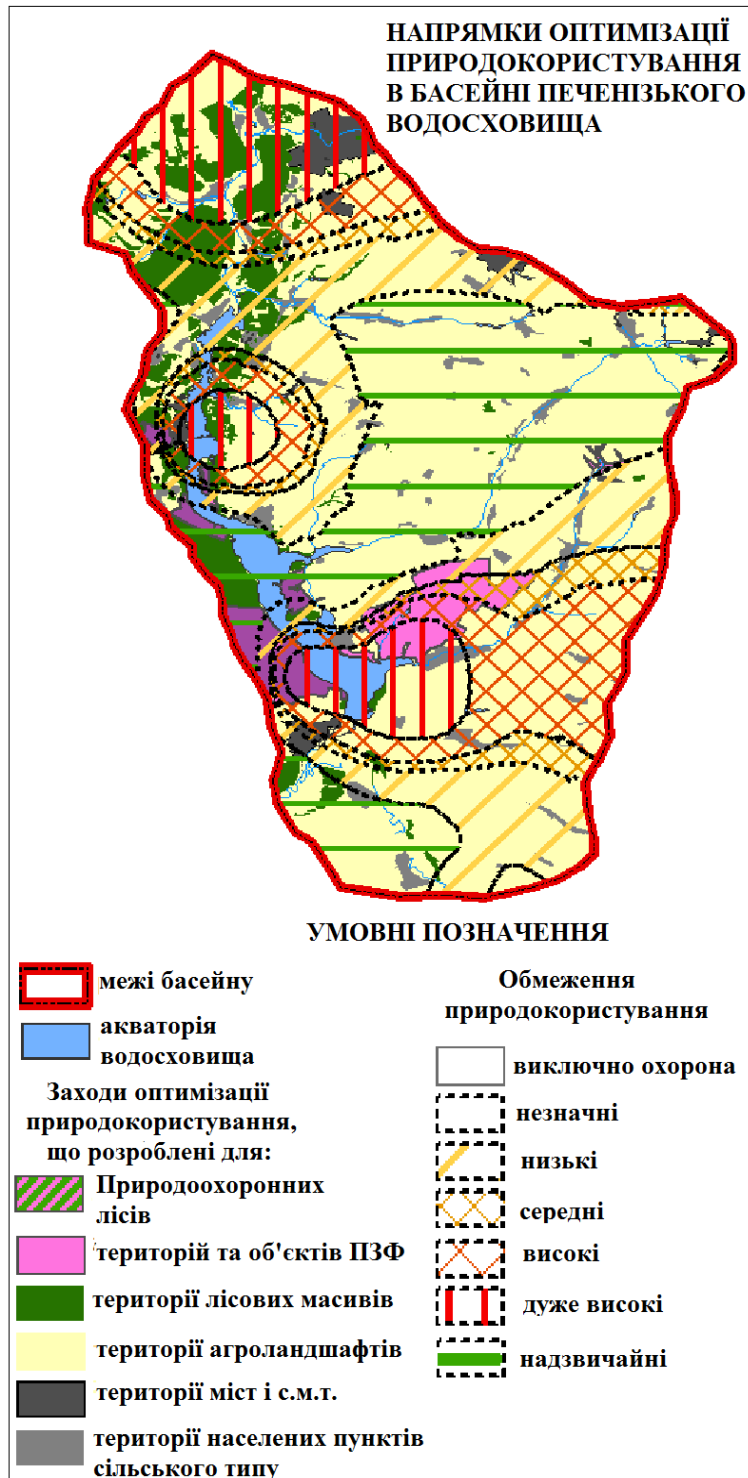 НАПРЯМКИ ОПТИМІЗАЦІЇ
ПРИРОДОКОРИСТУВАННЯ
В БАСЕЙНІ ПЕЧЕНІЗЬКОГО
ВОДОСХОВИЩА
УМОВНІ ПОЗНАЧЕННЯ
межі басейну
акваторія
водосховища
Заходи оптимізації
природокористування,
що розроблені для:
Природоохоронних
лісів
територій та об'єктів ПЗФ
території лісових масивів
території агроландшафтів
території міст і с.м.т.
території населених пунктів
сільського типу
Обмеження
природокористування
виключно охорона
незначні
низькі
середні
високі
дуже високі
надзвичайні